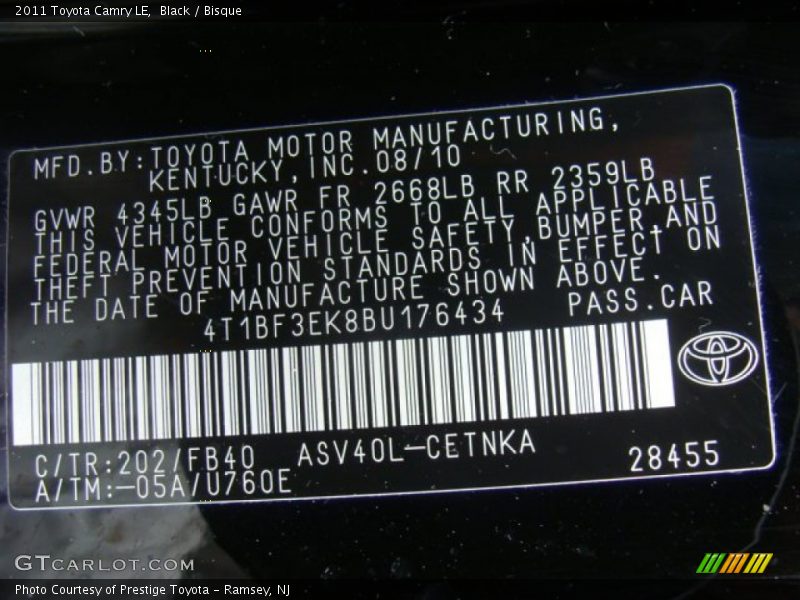 2011 Toyota Camry LE, Black / Bisque
MFD.BY:TOYOTA MOTOR MANUFACTURING,
KENTUCKY,INC.08/10
GVWR 4345LB GAWR FR 2668LB RR 2359LB
THIS VEHICLE CONFORMS TO ALL APPLICABLE
FEDERAL MOTOR VEHICLE SAFETY,BUMPER,AND
THEFT PREVENTION STANDARDS IN EFFECT ON
THE DATE OF MANUFACTURE SHOWN ABOVE.
4T1BF3EK8BU176434 PASS.CAR
C/TR:202/FB40 ASV40L-CETNKA 28455
A/TM:-05A/U760E
GTCARLOT.COM
Photo Courtesy of Prestige Toyota - Ramsey, NJ